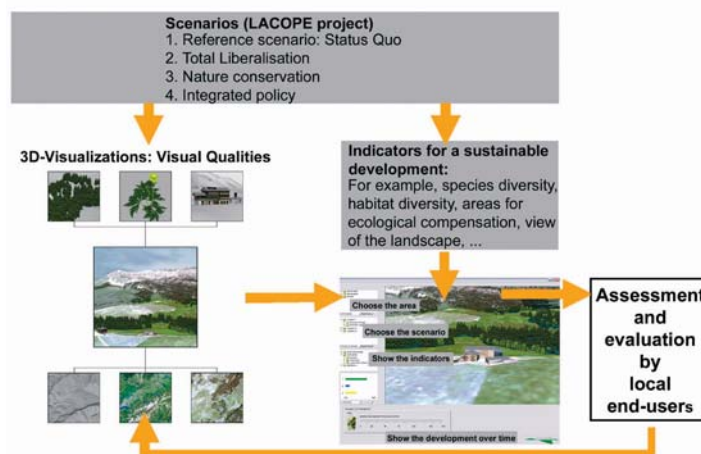 Scenarios (LACOPE project)
1. Reference scenario: Status Quo
2. Total Liberalisation
3. Nature conservation
4. Integrated policy
3D-Visualizations: Visual Qualities
Indicators for a sustainable
development:
For example, species diversity,
habitat diversity, areas for
ecological compensation, view
of the landscape, ...
Choose the area
Choose the scenario
Show the indicators
Show the development over time
Assessment
and
evaluation
by
local
end-users